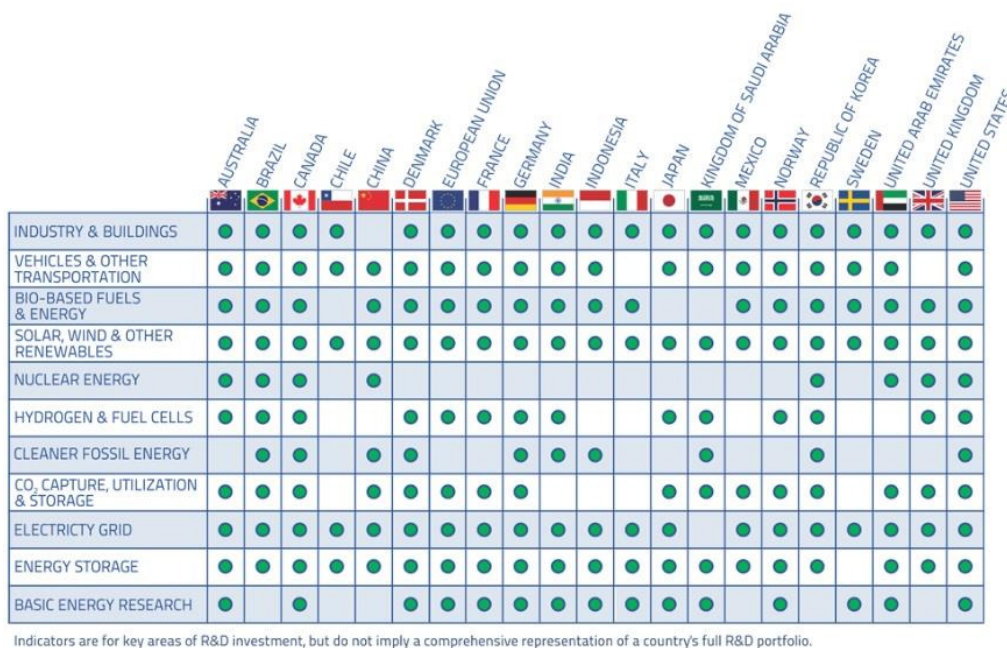 AUSTRALIA
BRAZIL
CANADA
CHILE
CHINA
DENMARK
EUROPEAN UNION
FRANCE
GERMANY
INDIA
INDONESIA
ITALY
JAPAN
KINGDOM OF SAUDI ARABIA
MEXICO
NORWAY
REPUBLIC OF KOREA
SWEDEN
UNITED ARAB EMIRATES
UNITED KINGDOM
UNITED STATES
INDUSTRY & BUILDINGS
VEHICLES & OTHER
TRANSPORTATION
BIO-BASED FUELS
& ENERGY
SOLAR, WIND & OTHER
RENEWABLES
NUCLEAR ENERGY
HYDROGEN & FUEL CELLS
CLEANER FOSSIL ENERGY
CO, CAPTURE, UTILIZATION
& STORAGE
ELECTRICTY GRID
ENERGY STORAGE
BASIC ENERGY RESEARCH
Indicators are for key areas of R&D investment, but do not imply a comprehensive representation of a country's full R&D portfolio.